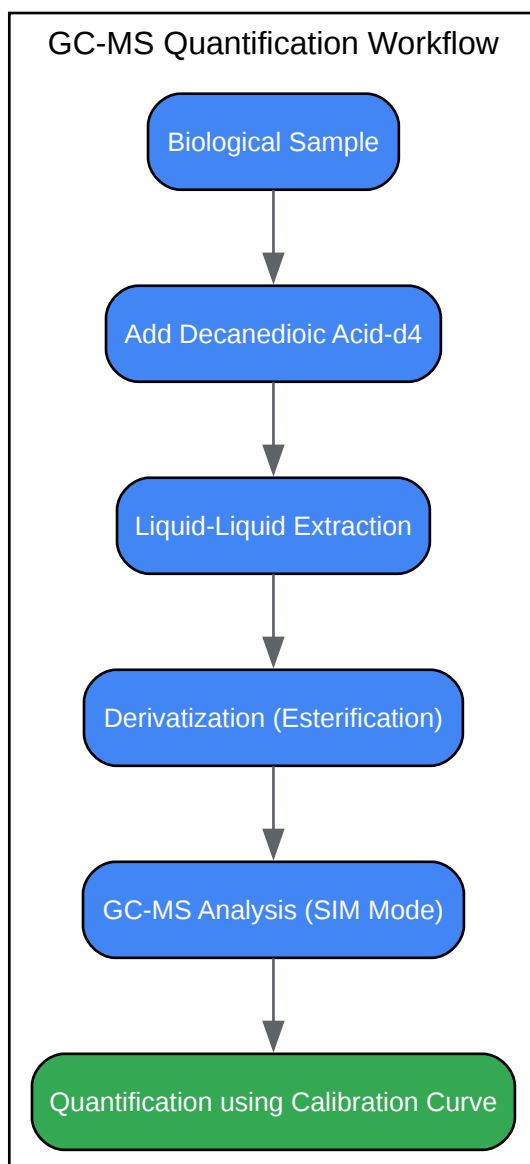 GC-MS Quantification Workflow
Biological Sample
Add Decanedioic Acid-d4
Liquid-Liquid Extraction
Derivatization (Esterification)
GC-MS Analysis (SIM Mode)
Quantification using Calibration Curve